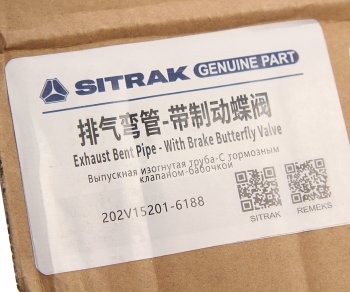 SITRAK GENUINE PART
排气弯管-带制动蝶阀
Exhaust Bent Pipe - With Brake Butterfly Valve
Выпускная изогнутая труба-С тормозным
клапаном-бабочкой
202V15201-6188
SITRAK
REMEKS